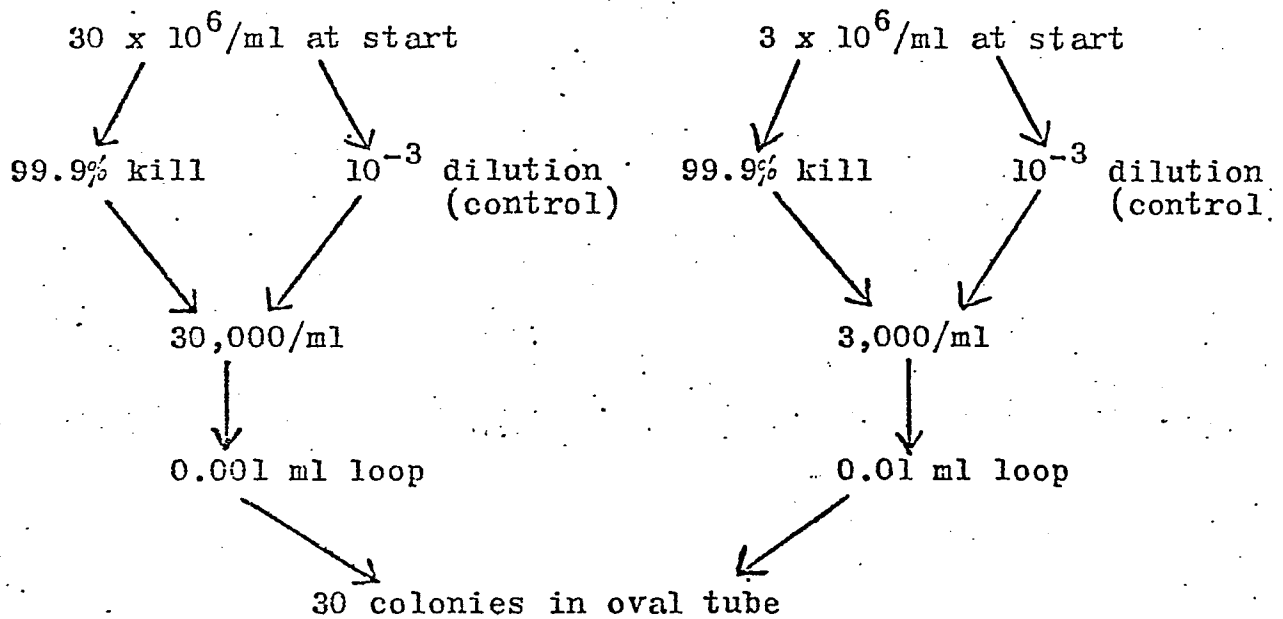 30 x 10^6/ml at start 3 x 10^6/ml at start
99.9% kill 10^-3 dilution 99.9% kill 10^-3 dilution
(control) (control)
30,000/ml 3,000/ml
0.001 ml loop 0.01 ml loop
30 colonies in oval tube